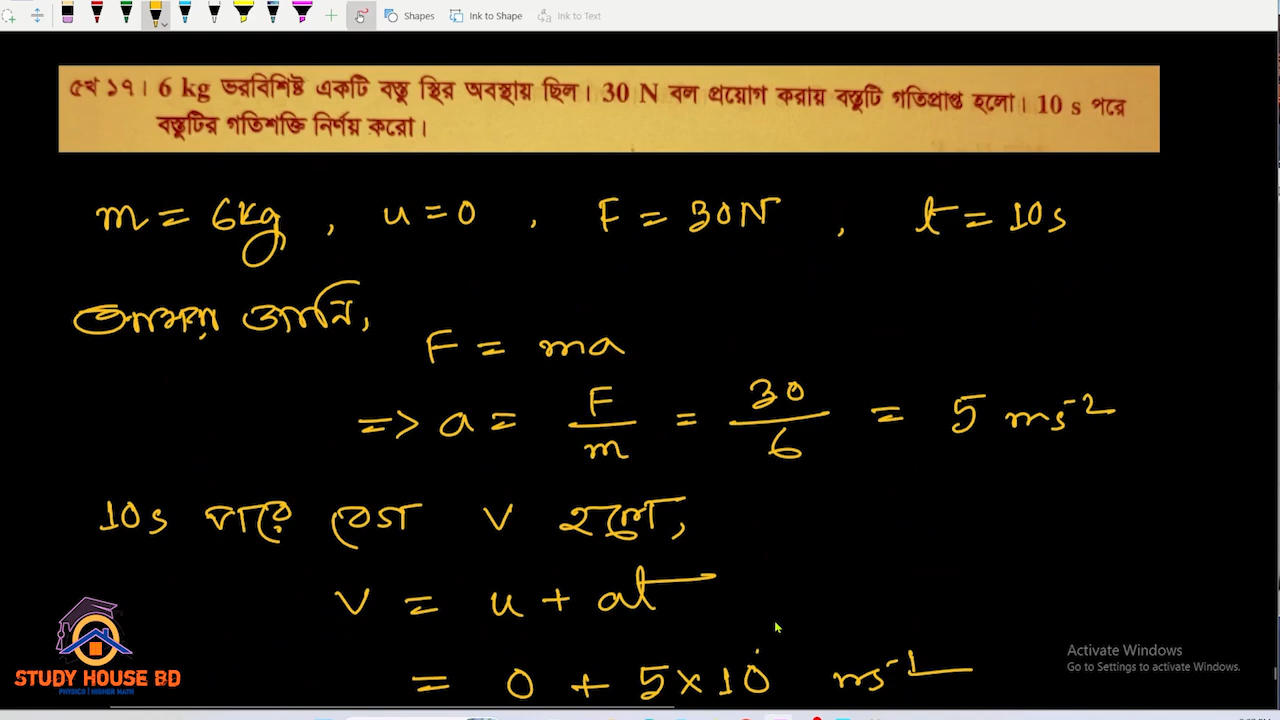 Shapes Ink to Shape Ink to Text
৫খ ১৭। 6 kg ভরবিশিষ্ট একটি বস্তু স্থির অবস্থায় ছিল। 30 N বল প্রয়োগ করায় বস্তুটি গতিপ্রাপ্ত হলো। 10 s পরে
বস্তুটির গতিশক্তি নির্ণয় করো।
m = 6kg , u = 0 , F = 30N , t = 10s
আমরা জানি,
F = ma
=> a = F/m = 30/6 = 5 ms⁻²
10s পরে বেগ v হলে,
v = u + at
= 0 + 5×10 ms⁻¹
STUDY HOUSE BD
PHYSICS | HIGHER MATH
Activate Windows
Go to Settings to activate Windows.